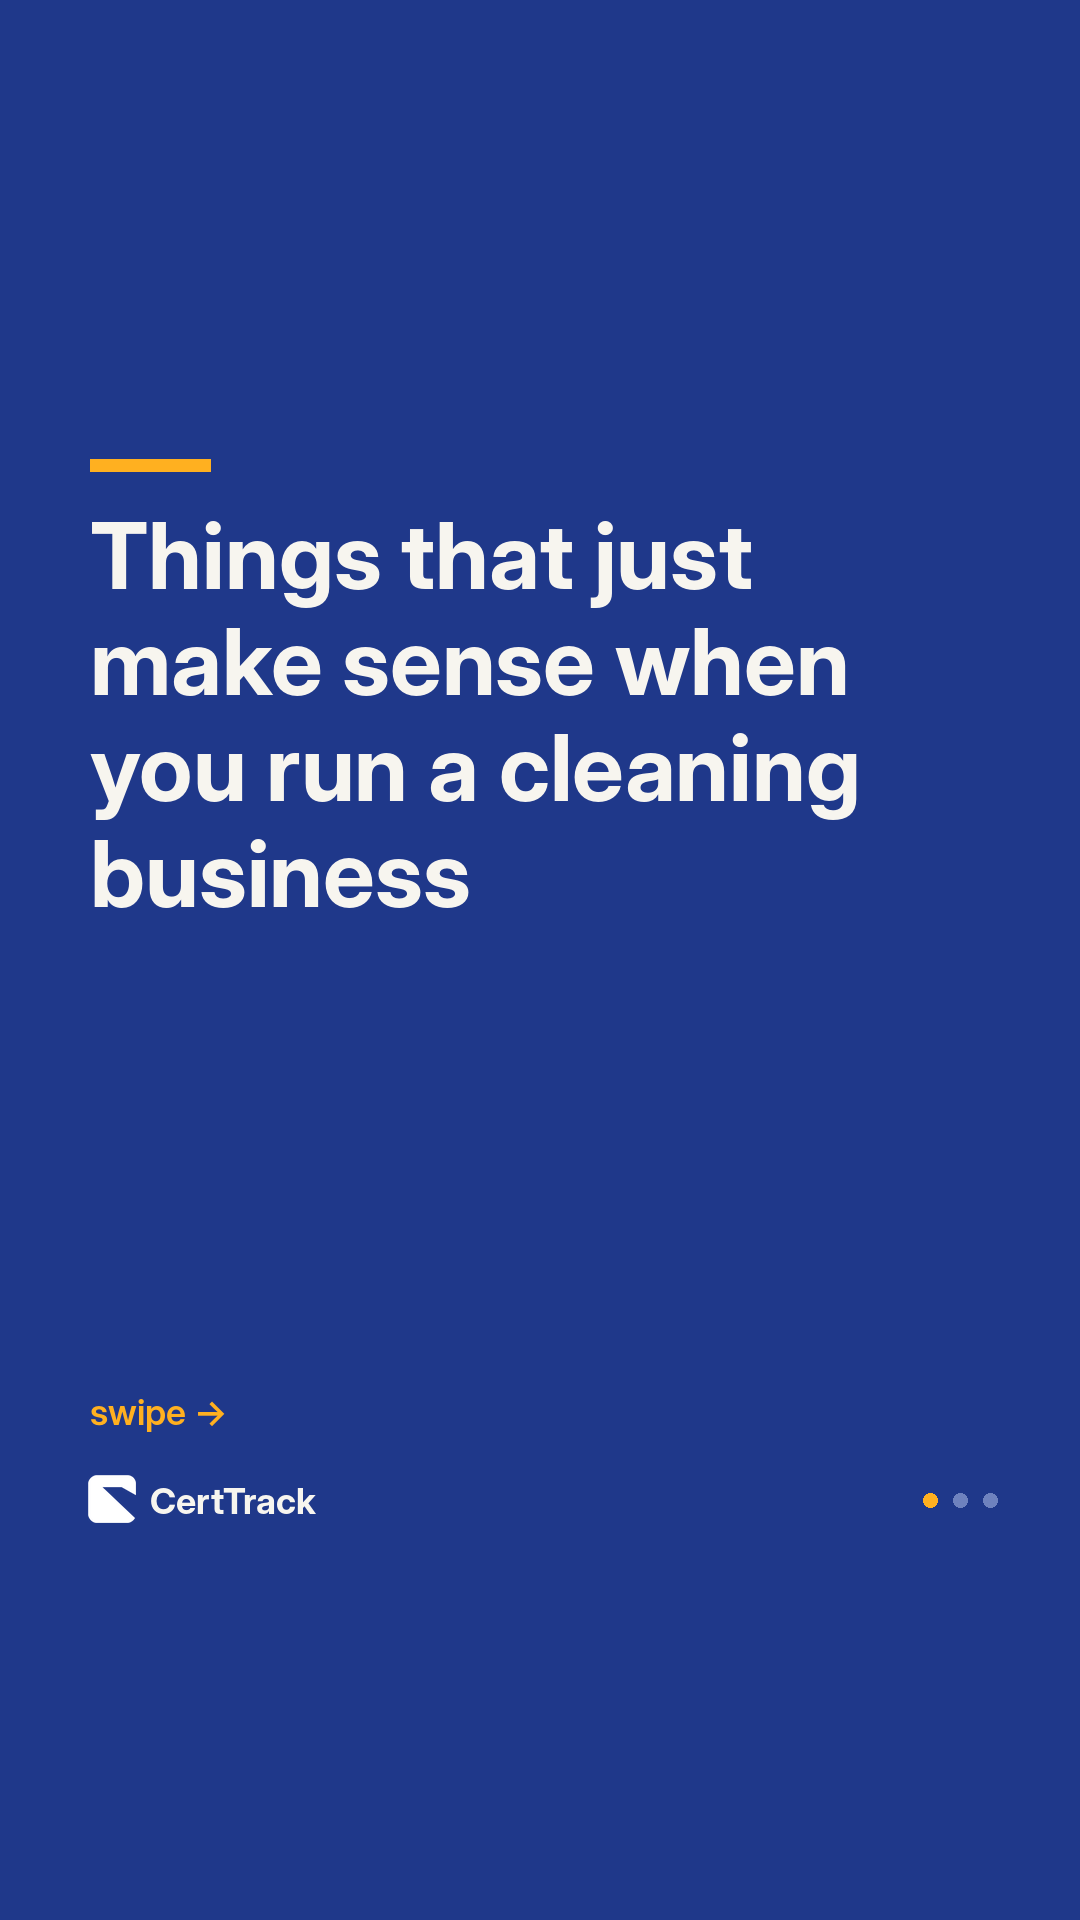 Things that just
make sense when
you run a cleaning
business
swipe →
CertTrack